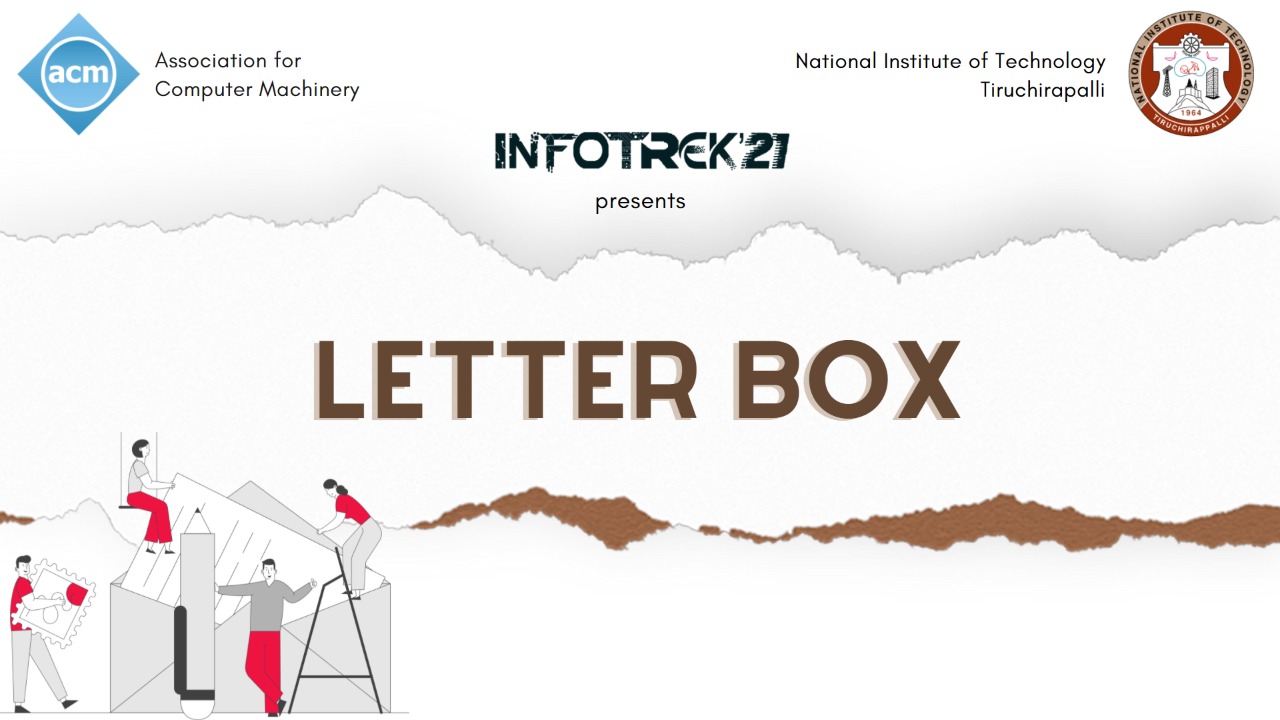 acm
Association for
Computer Machinery
National Institute of Technology
Tiruchirapalli
NATIONAL INSTITUTE OF TECHNOLOGY
1964
TIRUCHIRAPPALLI
INFOTREK'21
presents
LETTER BOX